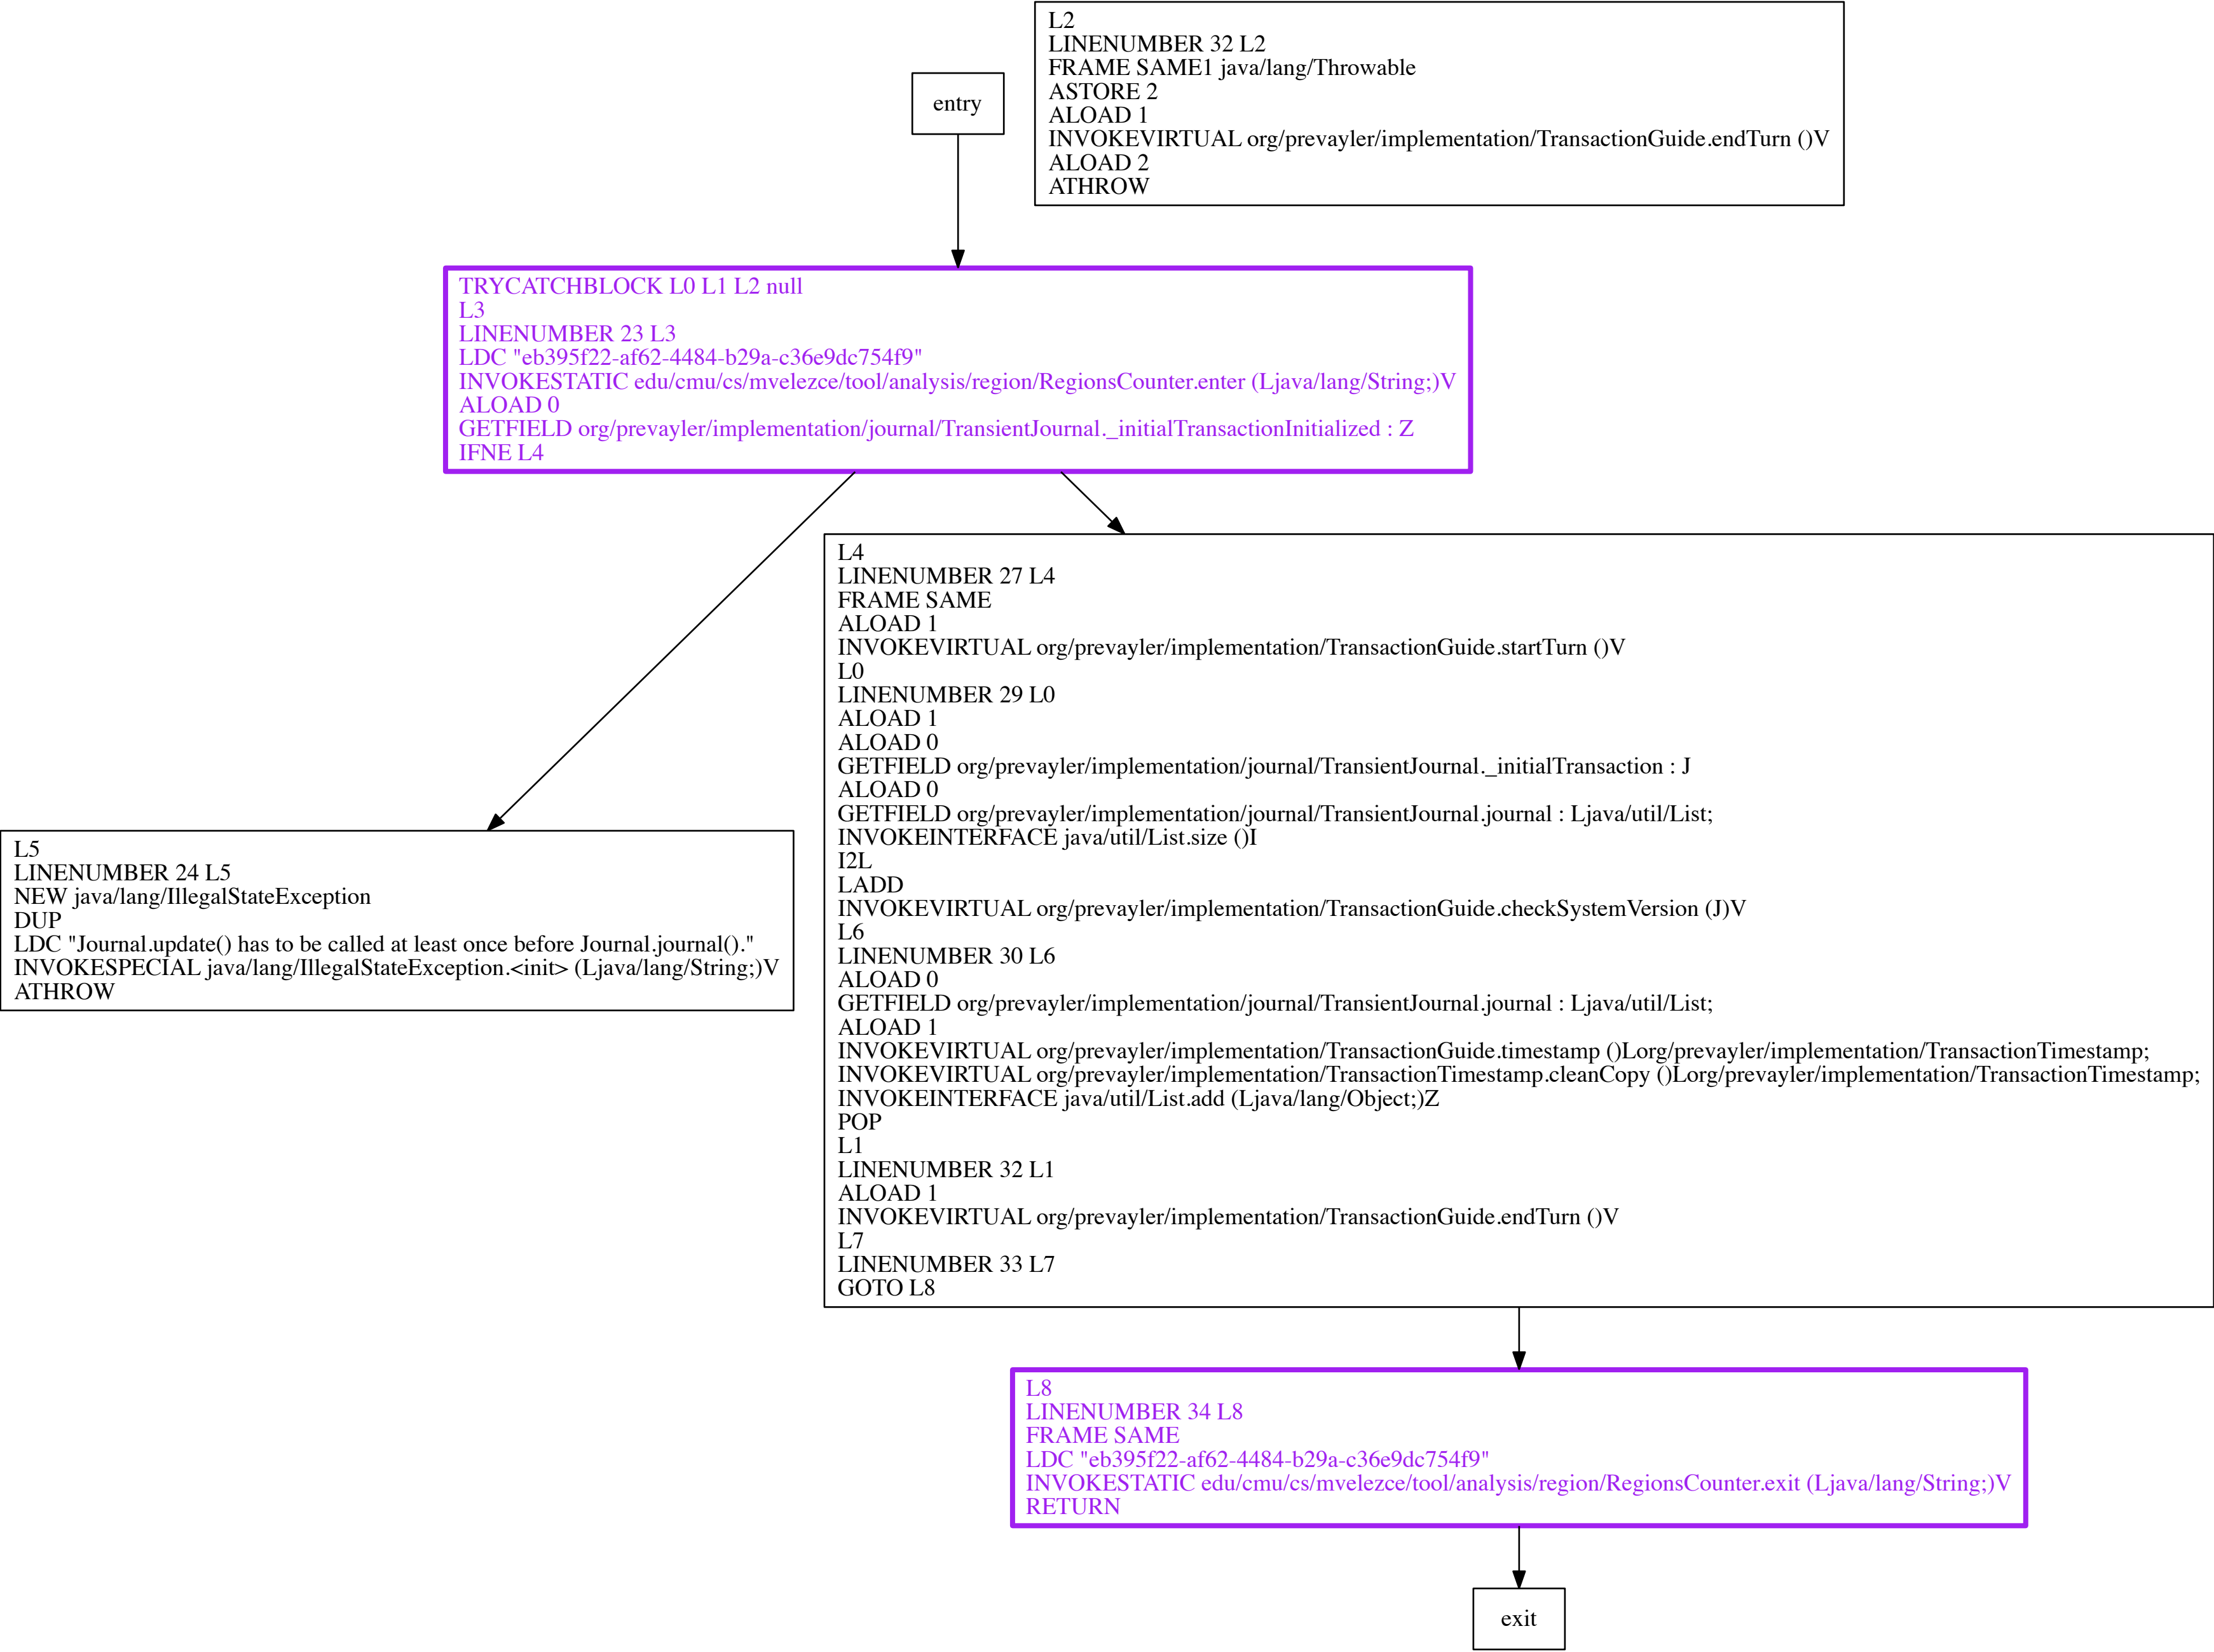 L2
LINENUMBER 32 L2
FRAME SAME1 java/lang/Throwable
ASTORE 2
ALOAD 1
INVOKEVIRTUAL org/prevayler/implementation/TransactionGuide.endTurn ()V
ALOAD 2
ATHROW
entry
TRYCATCHBLOCK L0 L1 L2 null
L3
LINENUMBER 23 L3
LDC "eb395f22-af62-4484-b29a-c36e9dc754f9"
INVOKESTATIC edu/cmu/cs/mvelezce/tool/analysis/region/RegionsCounter.enter (Ljava/lang/String;)V
ALOAD 0
GETFIELD org/prevayler/implementation/journal/TransientJournal._initialTransactionInitialized : Z
IFNE L4
L4
LINENUMBER 27 L4
FRAME SAME
ALOAD 1
INVOKEVIRTUAL org/prevayler/implementation/TransactionGuide.startTurn ()V
L0
LINENUMBER 29 L0
ALOAD 1
ALOAD 0
GETFIELD org/prevayler/implementation/journal/TransientJournal._initialTransaction : J
ALOAD 0
GETFIELD org/prevayler/implementation/journal/TransientJournal.journal : Ljava/util/List;
INVOKEINTERFACE java/util/List.size ()I
I2L
LADD
INVOKEVIRTUAL org/prevayler/implementation/TransactionGuide.checkSystemVersion (J)V
L6
LINENUMBER 30 L6
ALOAD 0
GETFIELD org/prevayler/implementation/journal/TransientJournal.journal : Ljava/util/List;
ALOAD 1
INVOKEVIRTUAL org/prevayler/implementation/TransactionGuide.timestamp ()Lorg/prevayler/implementation/TransactionTimestamp;
INVOKEVIRTUAL org/prevayler/implementation/TransactionTimestamp.cleanCopy ()Lorg/prevayler/implementation/TransactionTimestamp;
INVOKEINTERFACE java/util/List.add (Ljava/lang/Object;)Z
POP
L1
LINENUMBER 32 L1
ALOAD 1
INVOKEVIRTUAL org/prevayler/implementation/TransactionGuide.endTurn ()V
L7
LINENUMBER 33 L7
GOTO L8
L5
LINENUMBER 24 L5
NEW java/lang/IllegalStateException
DUP
LDC "Journal.update() has to be called at least once before Journal.journal()."
INVOKESPECIAL java/lang/IllegalStateException.<init> (Ljava/lang/String;)V
ATHROW
L8
LINENUMBER 34 L8
FRAME SAME
LDC "eb395f22-af62-4484-b29a-c36e9dc754f9"
INVOKESTATIC edu/cmu/cs/mvelezce/tool/analysis/region/RegionsCounter.exit (Ljava/lang/String;)V
RETURN
exit